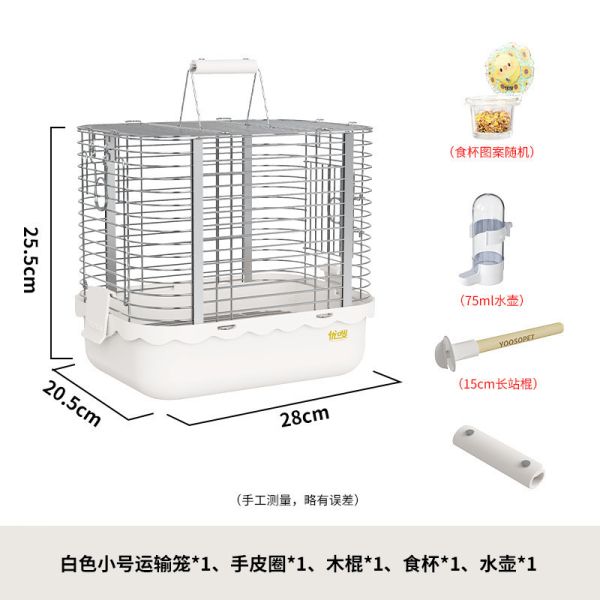 (食杯图案随机)
25.5cm
(75ml水壶)
YOOSOPET
(15cm长站棍)
20.5cm
28cm
(手工测量，略有误差)
白色小号运输笼*1、手皮圈*1、木棍*1、食杯*1、水壶*1